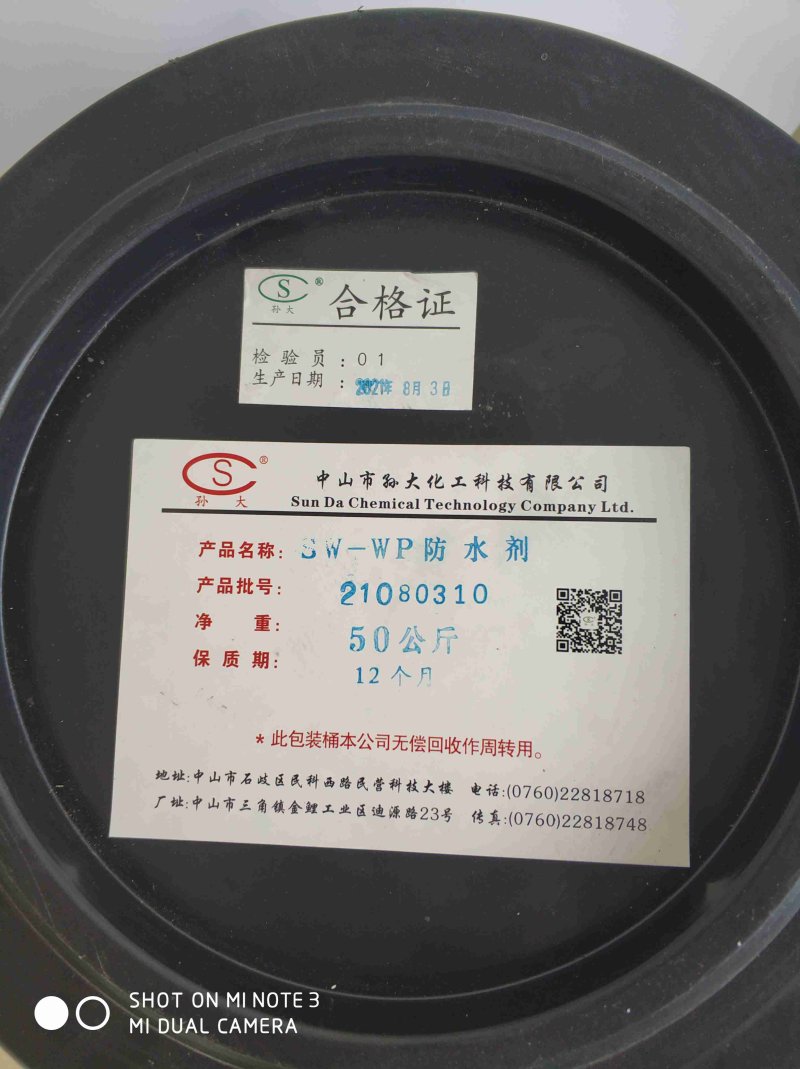 S
®
孙大
合格证
检验员：01
生产日期：2021年 8月 3日
S
®
孙大
中山市孙大化工科技有限公司
Sun Da Chemical Technology Company Ltd.
产品名称：SW-WP防水剂
产品批号：21080310
净重：50公斤
保质期：12个月
*此包装桶本公司无偿回收作周转用。
地址:中山市石岐区民科西路民营科技大楼 电话:(0760)22818718
厂址:中山市三角镇金鲤工业区迪源路23号 传真:(0760)22818748
SHOT ON MI NOTE 3
MI DUAL CAMERA